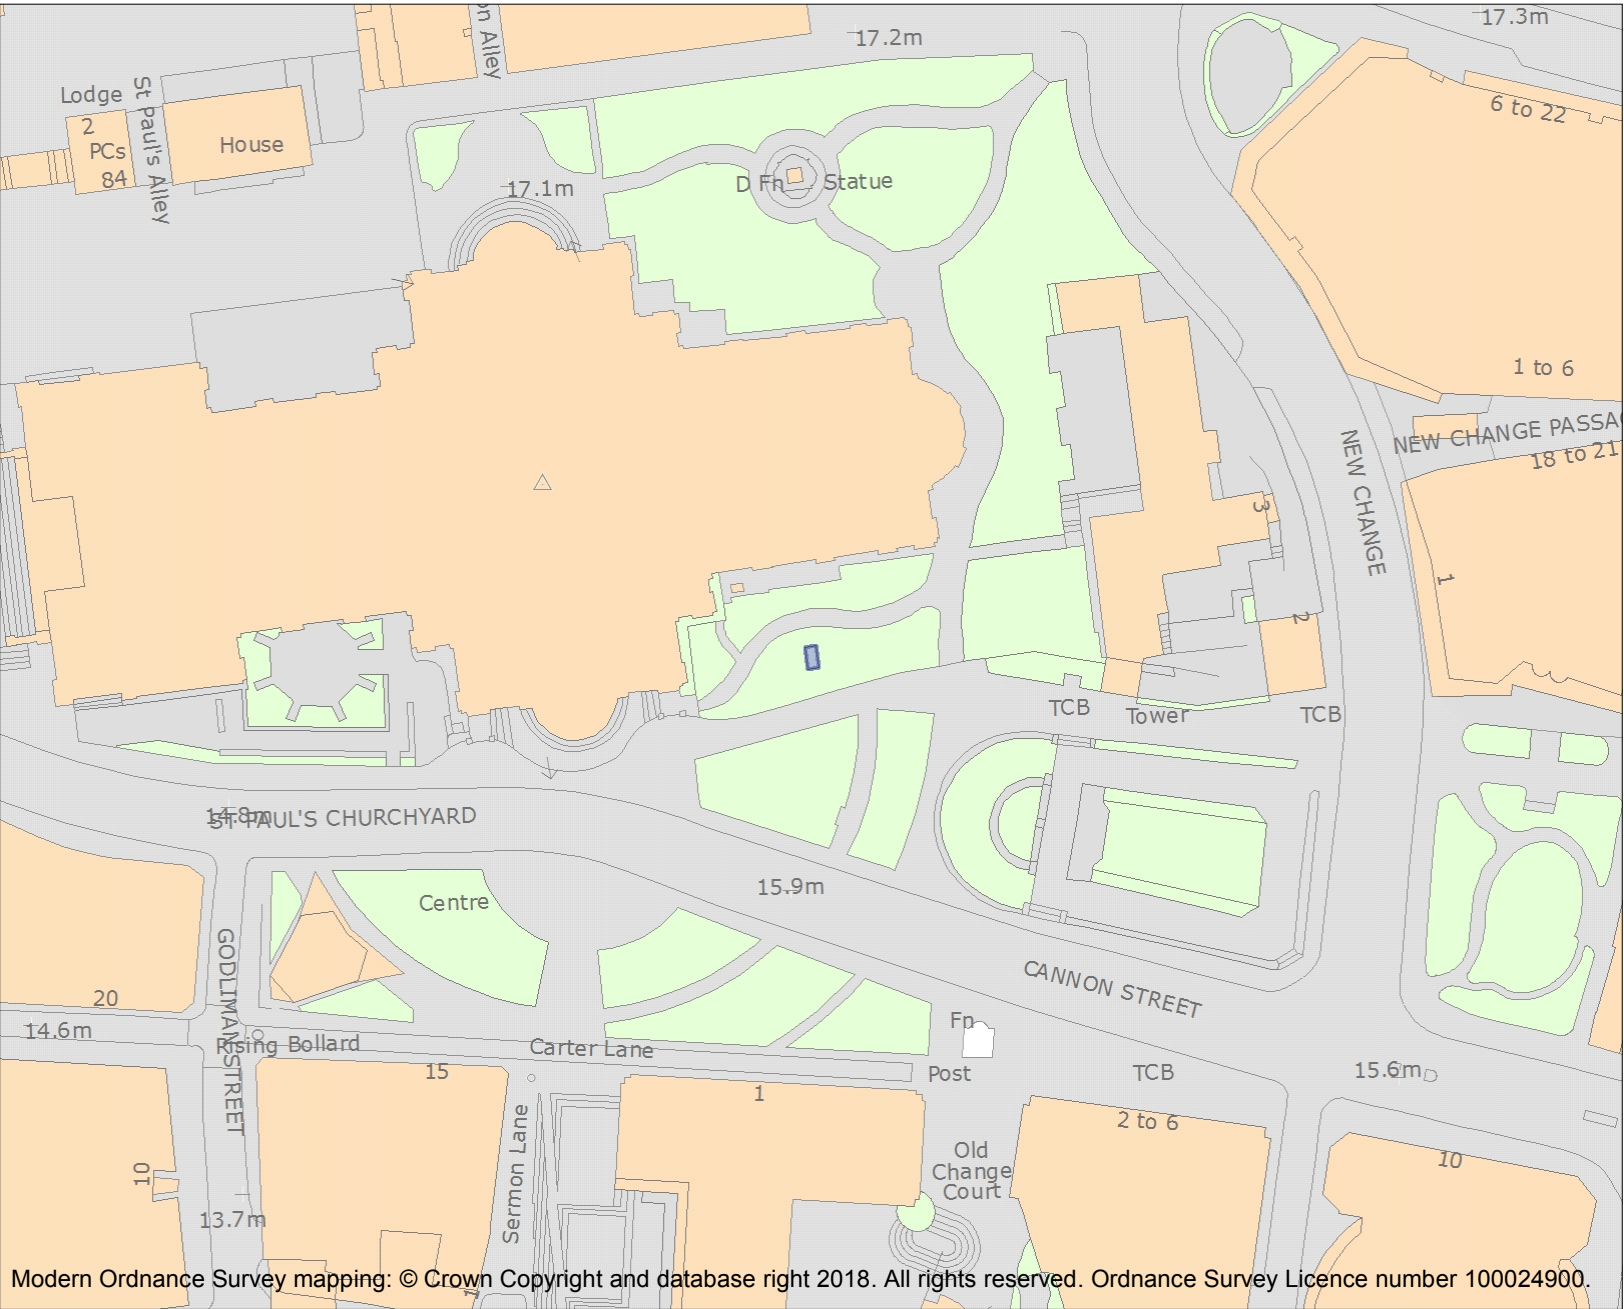 on Alley
17.2m
17.3m
Lodge
2
PCs
84
St Paul's Alley
House
6 to 22
17.1m
D Fn
Statue
1 to 6
NEW CHANGE PASSA
18 to 21
NEW CHANGE
3
1
2
TCB
Tower
TCB
14.8m
ST PAUL'S CHURCHYARD
15.9m
Centre
CANNON STREET
GODLIMAN STREET
20
14.6m
Rising Bollard
Carter Lane
Fn
Post
TCB
15.6m
15
1
2 to 6
Sermon Lane
Old
Change
Court
10
10
13.7m
Modern Ordnance Survey mapping: © Crown Copyright and database right 2018. All rights reserved. Ordnance Survey Licence number 100024900.